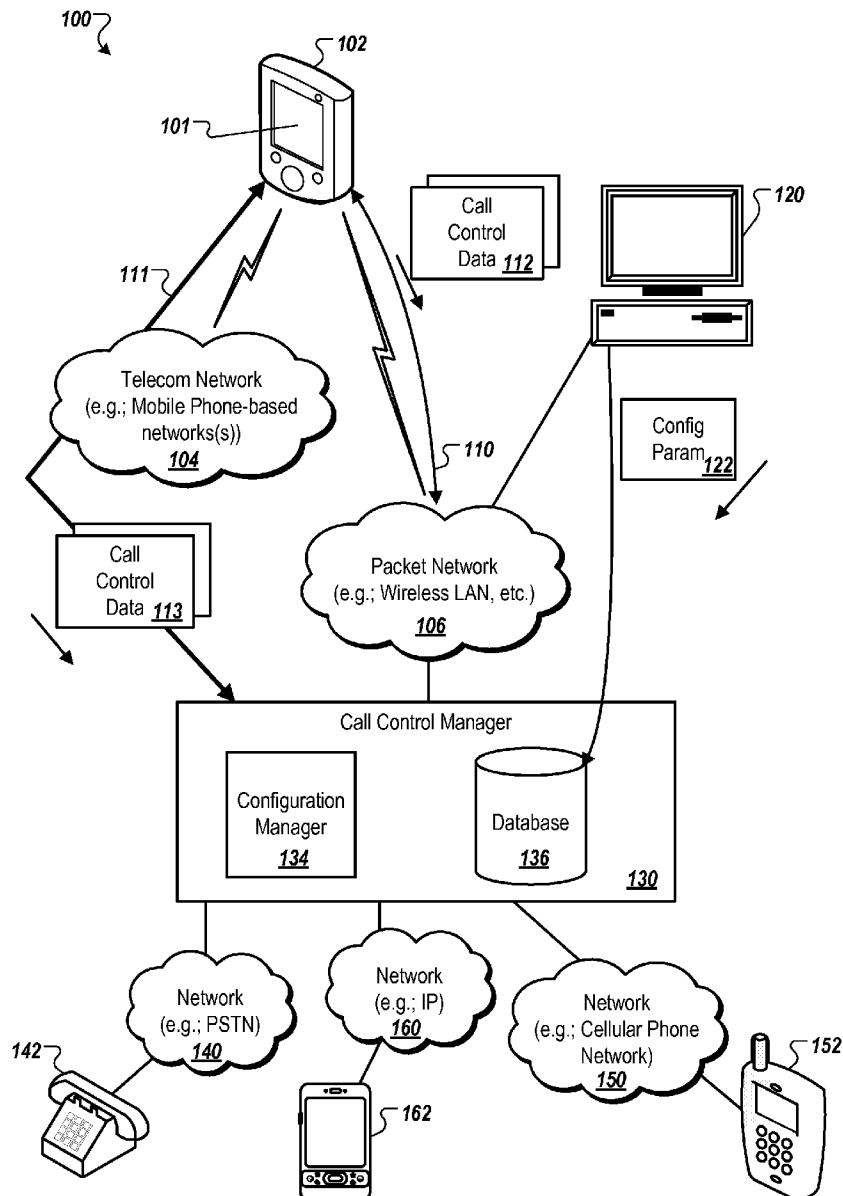 100
102
101
Call
Control
Data 112
120
111
Telecom Network
(e.g.; Mobile Phone-based
networks(s))
104
110
Config
Param
122
Call
Control
Data 113
Packet Network
(e.g.; Wireless LAN, etc.)
106
Call Control Manager
Configuration
Manager
134
Database
136
130
Network
(e.g.; PSTN)
140
Network
(e.g.; IP)
160
Network
(e.g.; Cellular Phone
Network)
150
142
162
152